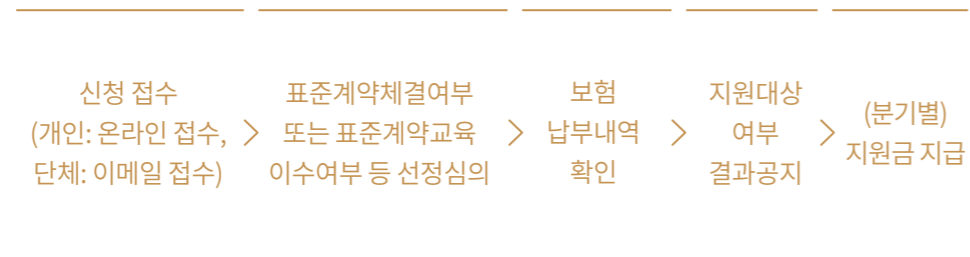 신청 접수
(개인: 온라인 접수,
단체: 이메일 접수)
표준계약체결여부
또는 표준계약교육
이수여부 등 선정심의
보험
납부내역
확인
지원대상
여부
결과공지
(분기별)
지원금 지급